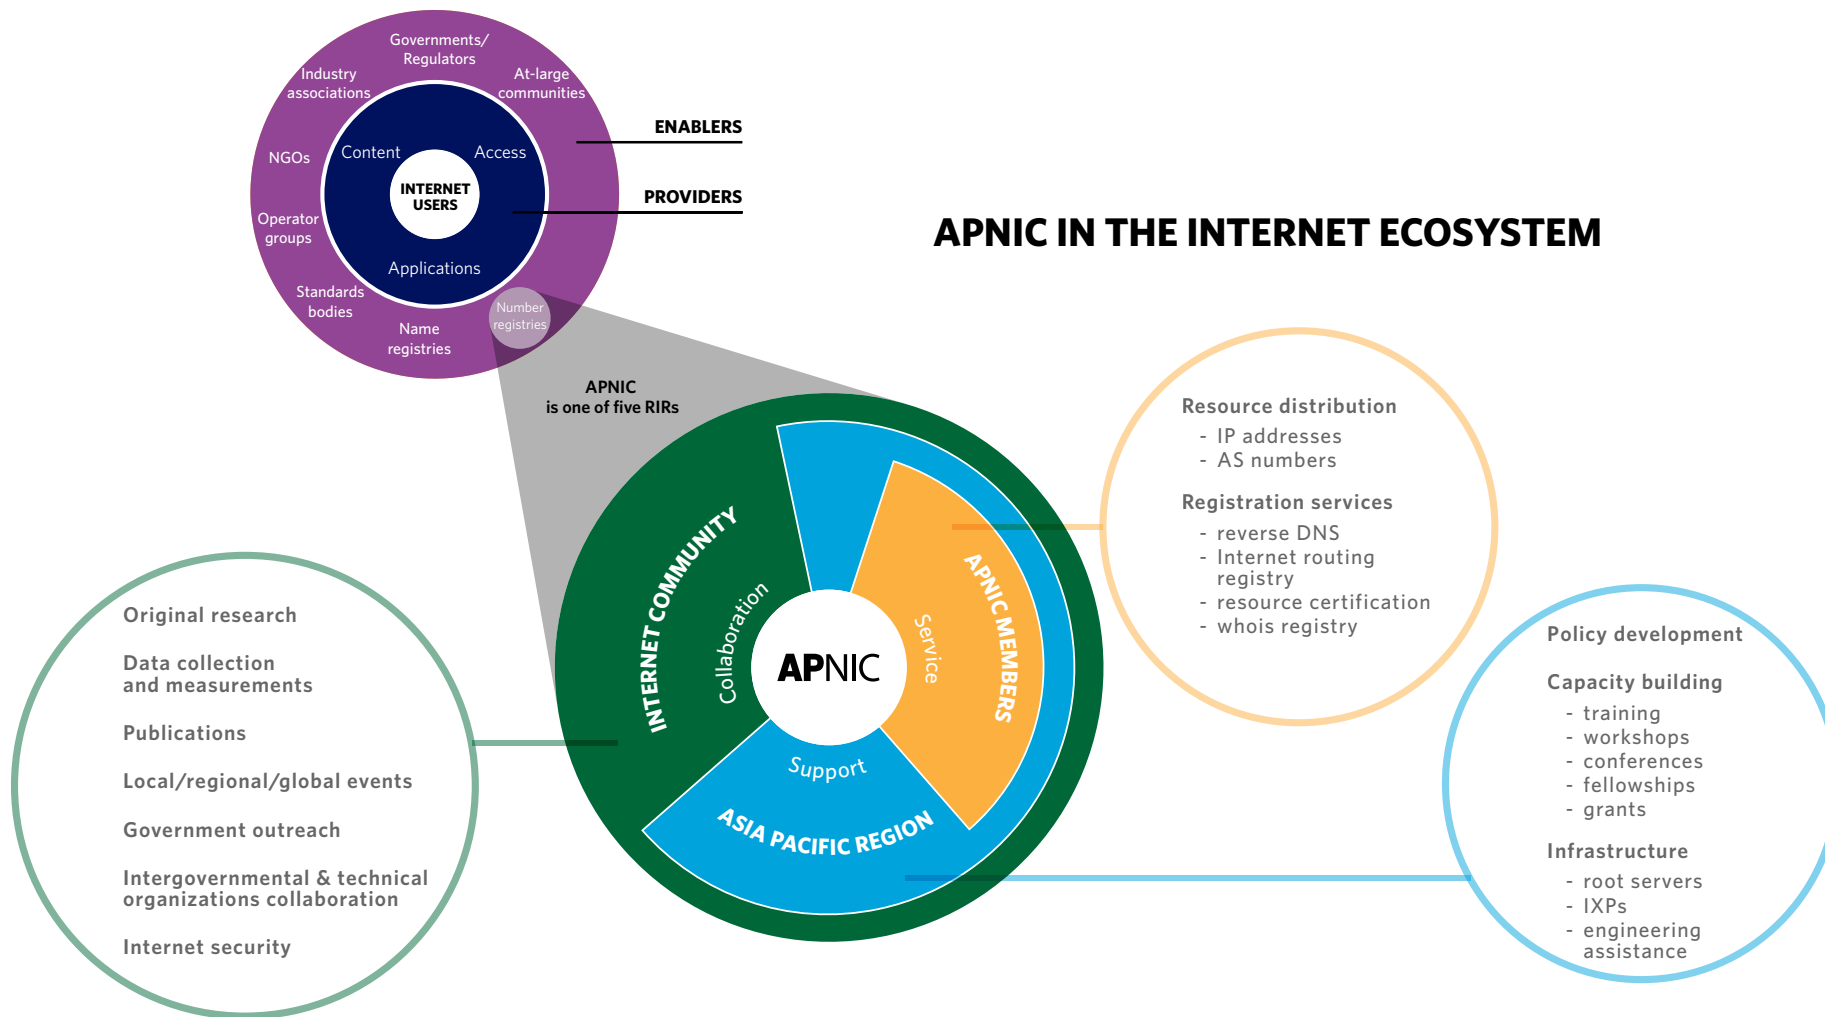 Governments/
Regulators
Industry
associations
At-large
communities
NGOs
Content
Access
INTERNET
USERS
Operator
groups
Applications
Standards
bodies
Name
registries
Number
registries
ENABLERS
PROVIDERS
APNIC IN THE INTERNET ECOSYSTEM
APNIC
is one of five RIRs
INTERNET COMMUNITY
Collaboration
APNIC
Service
APNIC MEMBERS
Support
ASIA PACIFIC REGION
Resource distribution
- IP addresses
- AS numbers
Registration services
- reverse DNS
- Internet routing
registry
- resource certification
- whois registry
Original research
Data collection
and measurements
Publications
Local/regional/global events
Government outreach
Intergovernmental & technical
organizations collaboration
Internet security
Policy development
Capacity building
- training
- workshops
- conferences
- fellowships
- grants
Infrastructure
- root servers
- IXPs
- engineering
assistance